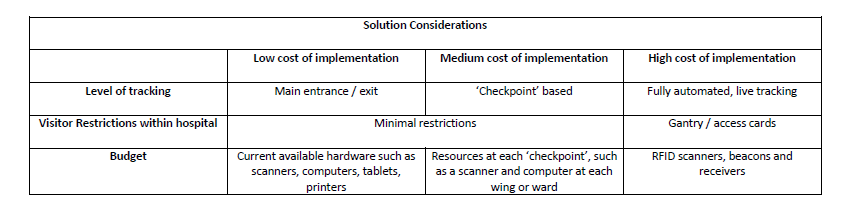 Solution Considerations
Low cost of implementation
Medium cost of implementation
High cost of implementation
Level of tracking
Main entrance / exit
‘Checkpoint’ based
Fully automated, live tracking
Visitor Restrictions within hospital
Minimal restrictions
Gantry / access cards
Budget
Current available hardware such as
scanners, computers, tablets,
printers
Resources at each ‘checkpoint’, such
as a scanner and computer at each
wing or ward
RFID scanners, beacons and
receivers